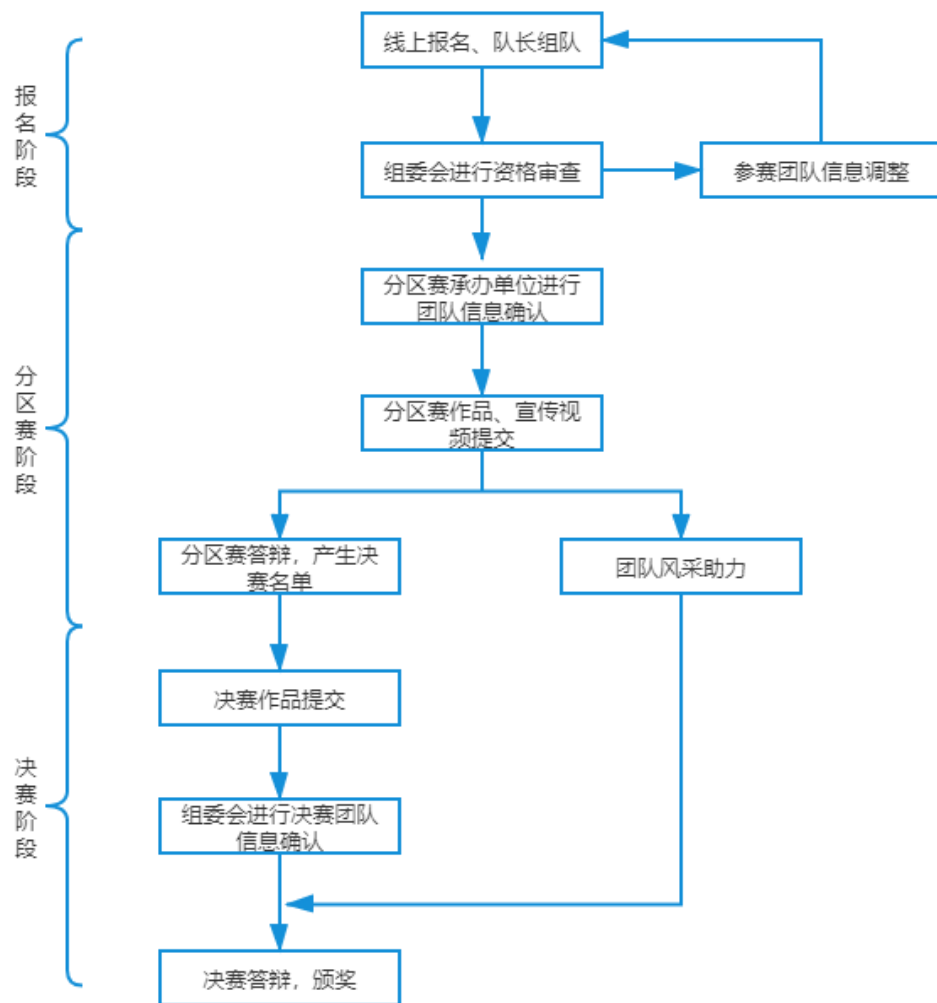 线上报名、队长组队
报名阶段
组委会进行资格审查
参赛团队信息调整
分区赛承办单位进行
团队信息确认
分区赛阶段
分区赛作品、宣传视
频提交
分区赛答辩，产生决
赛名单
团队风采助力
决赛作品提交
决赛阶段
组委会进行决赛团队
信息确认
决赛答辩，颁奖